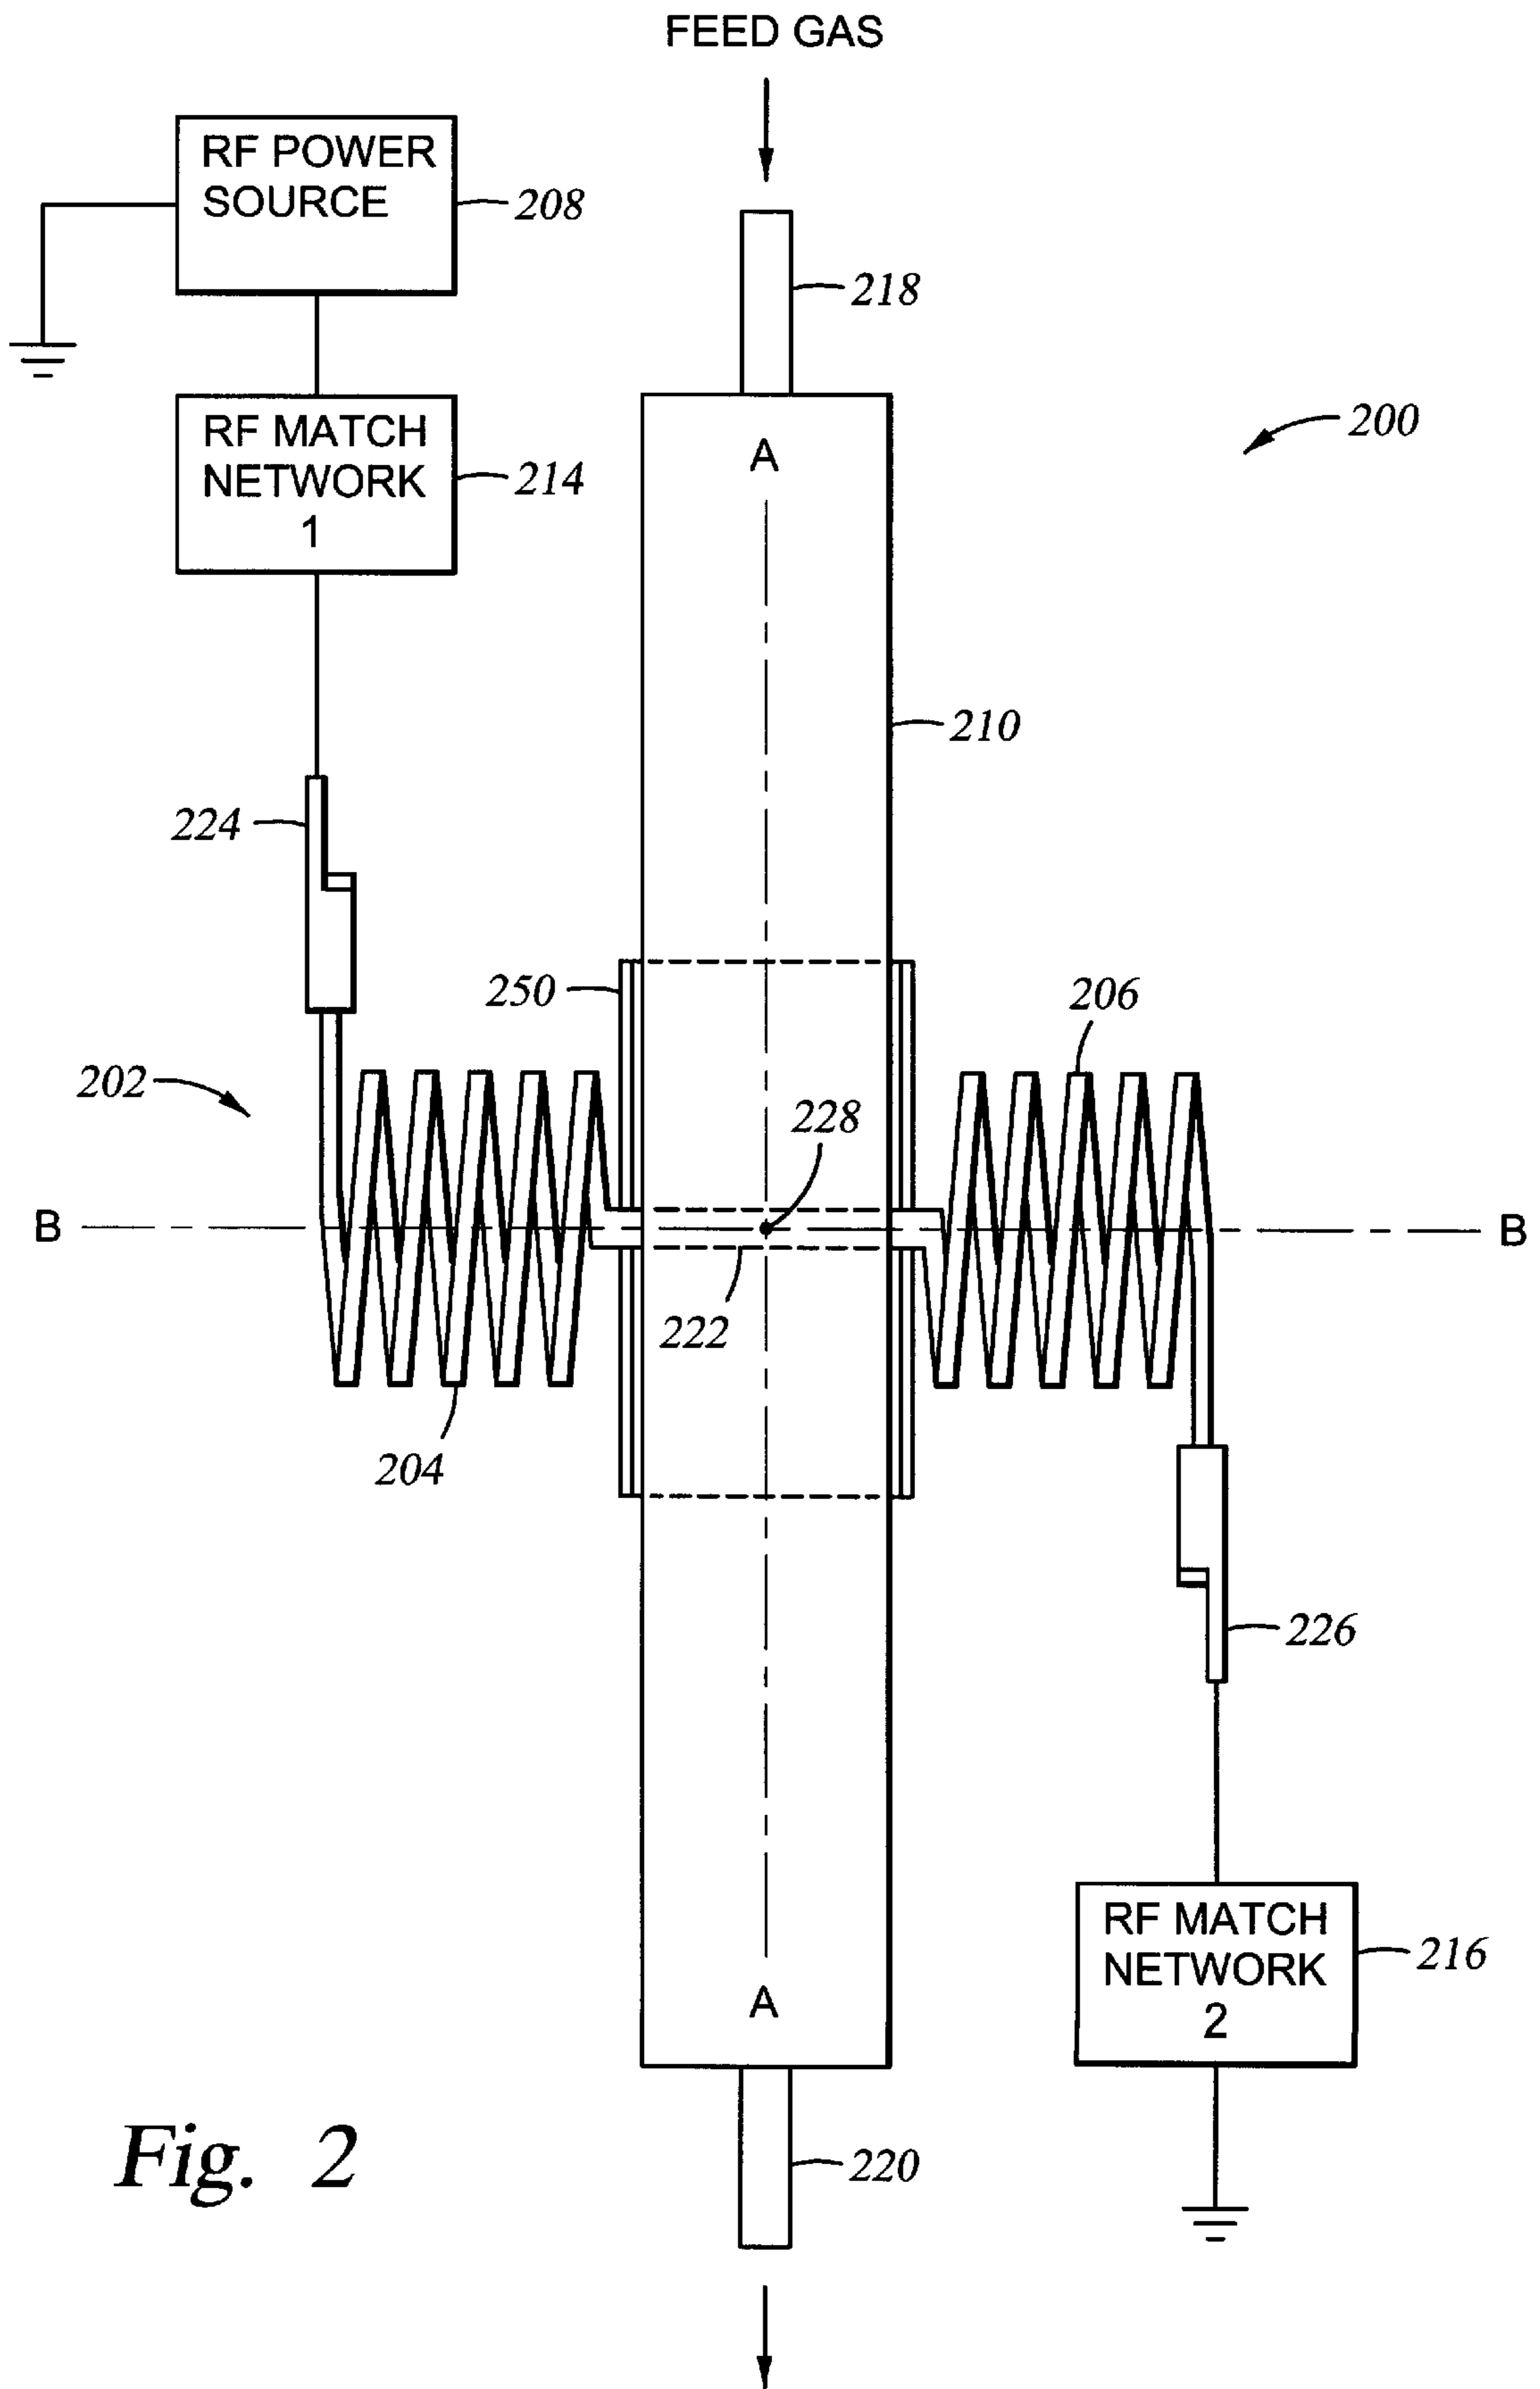 FEED GAS
RF POWER
SOURCE
208
218
RF MATCH
NETWORK
1
214
A
200
210
224
250
206
202
228
B
B
222
204
226
RF MATCH
NETWORK
2
216
A
220
Fig. 2